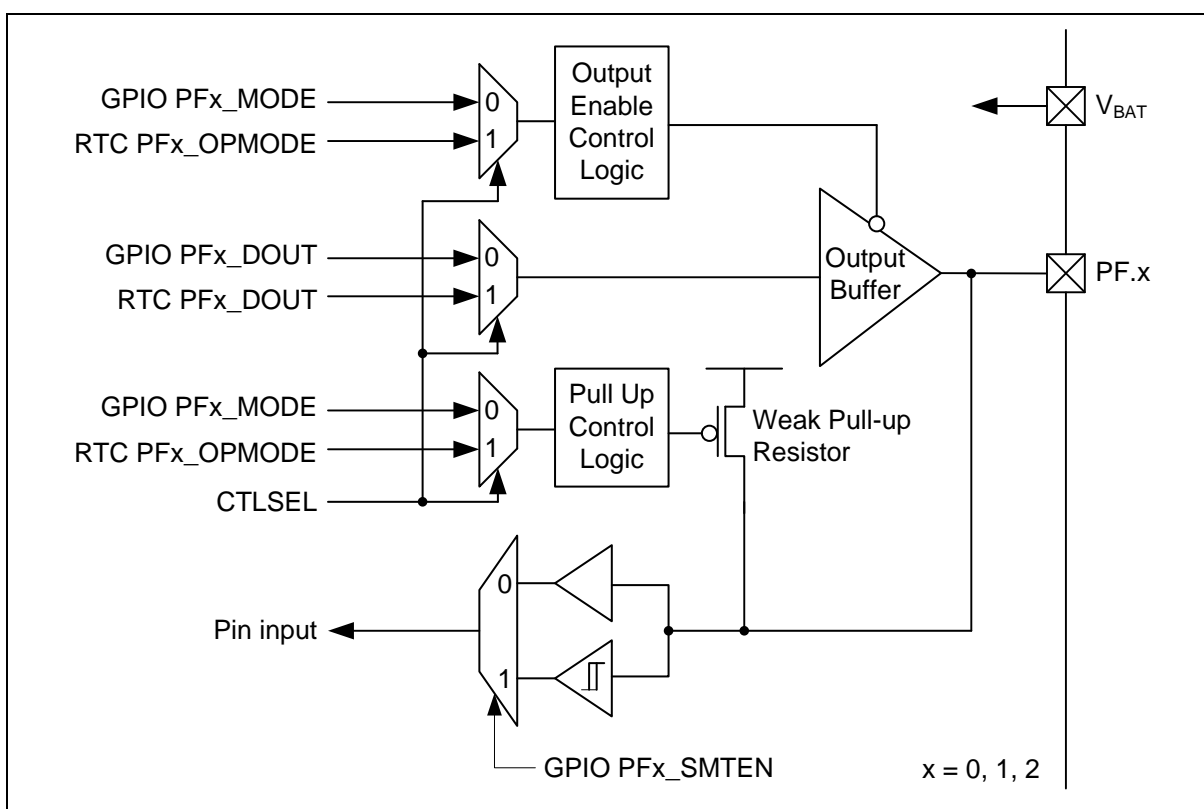 GPIO PFx_MODE
RTC PFx_OPMODE
0
1
Output
Enable
Control
Logic
V_BAT
GPIO PFx_DOUT
RTC PFx_DOUT
0
1
Output
Buffer
PF.x
GPIO PFx_MODE
RTC PFx_OPMODE
0
1
Pull Up
Control
Logic
Weak Pull-up
Resistor
CTLSEL
0
1
Pin input
GPIO PFx_SMTEN
x = 0, 1, 2